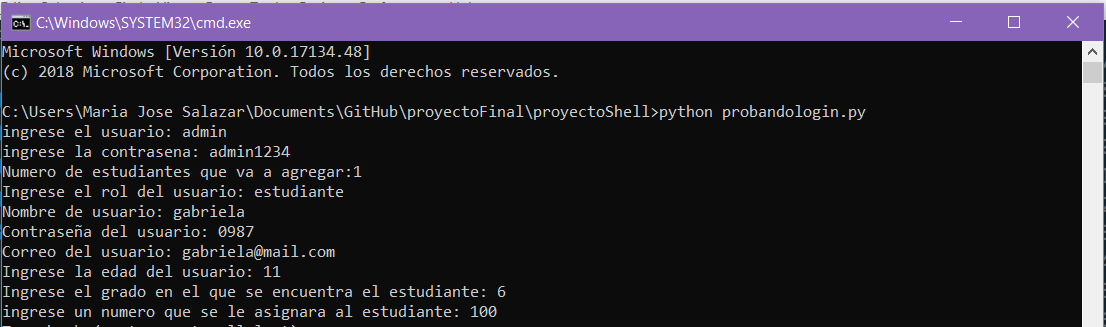 C:\Windows\SYSTEM32\cmd.exe
Microsoft Windows [Versión 10.0.17134.48]
(c) 2018 Microsoft Corporation. Todos los derechos reservados.
C:\Users\Maria Jose Salazar\Documents\GitHub\proyectoFinal\proyectoShell>python probandologin.py
ingrese el usuario: admin
ingrese la contrasena: admin1234
Numero de estudiantes que va a agregar:1
Ingrese el rol del usuario: estudiante
Nombre de usuario: gabriela
Contraseña del usuario: 0987
Correo del usuario: gabriela@mail.com
Ingrese la edad del usuario: 11
Ingrese el grado en el que se encuentra el estudiante: 6
ingrese un numero que se le asignara al estudiante: 100